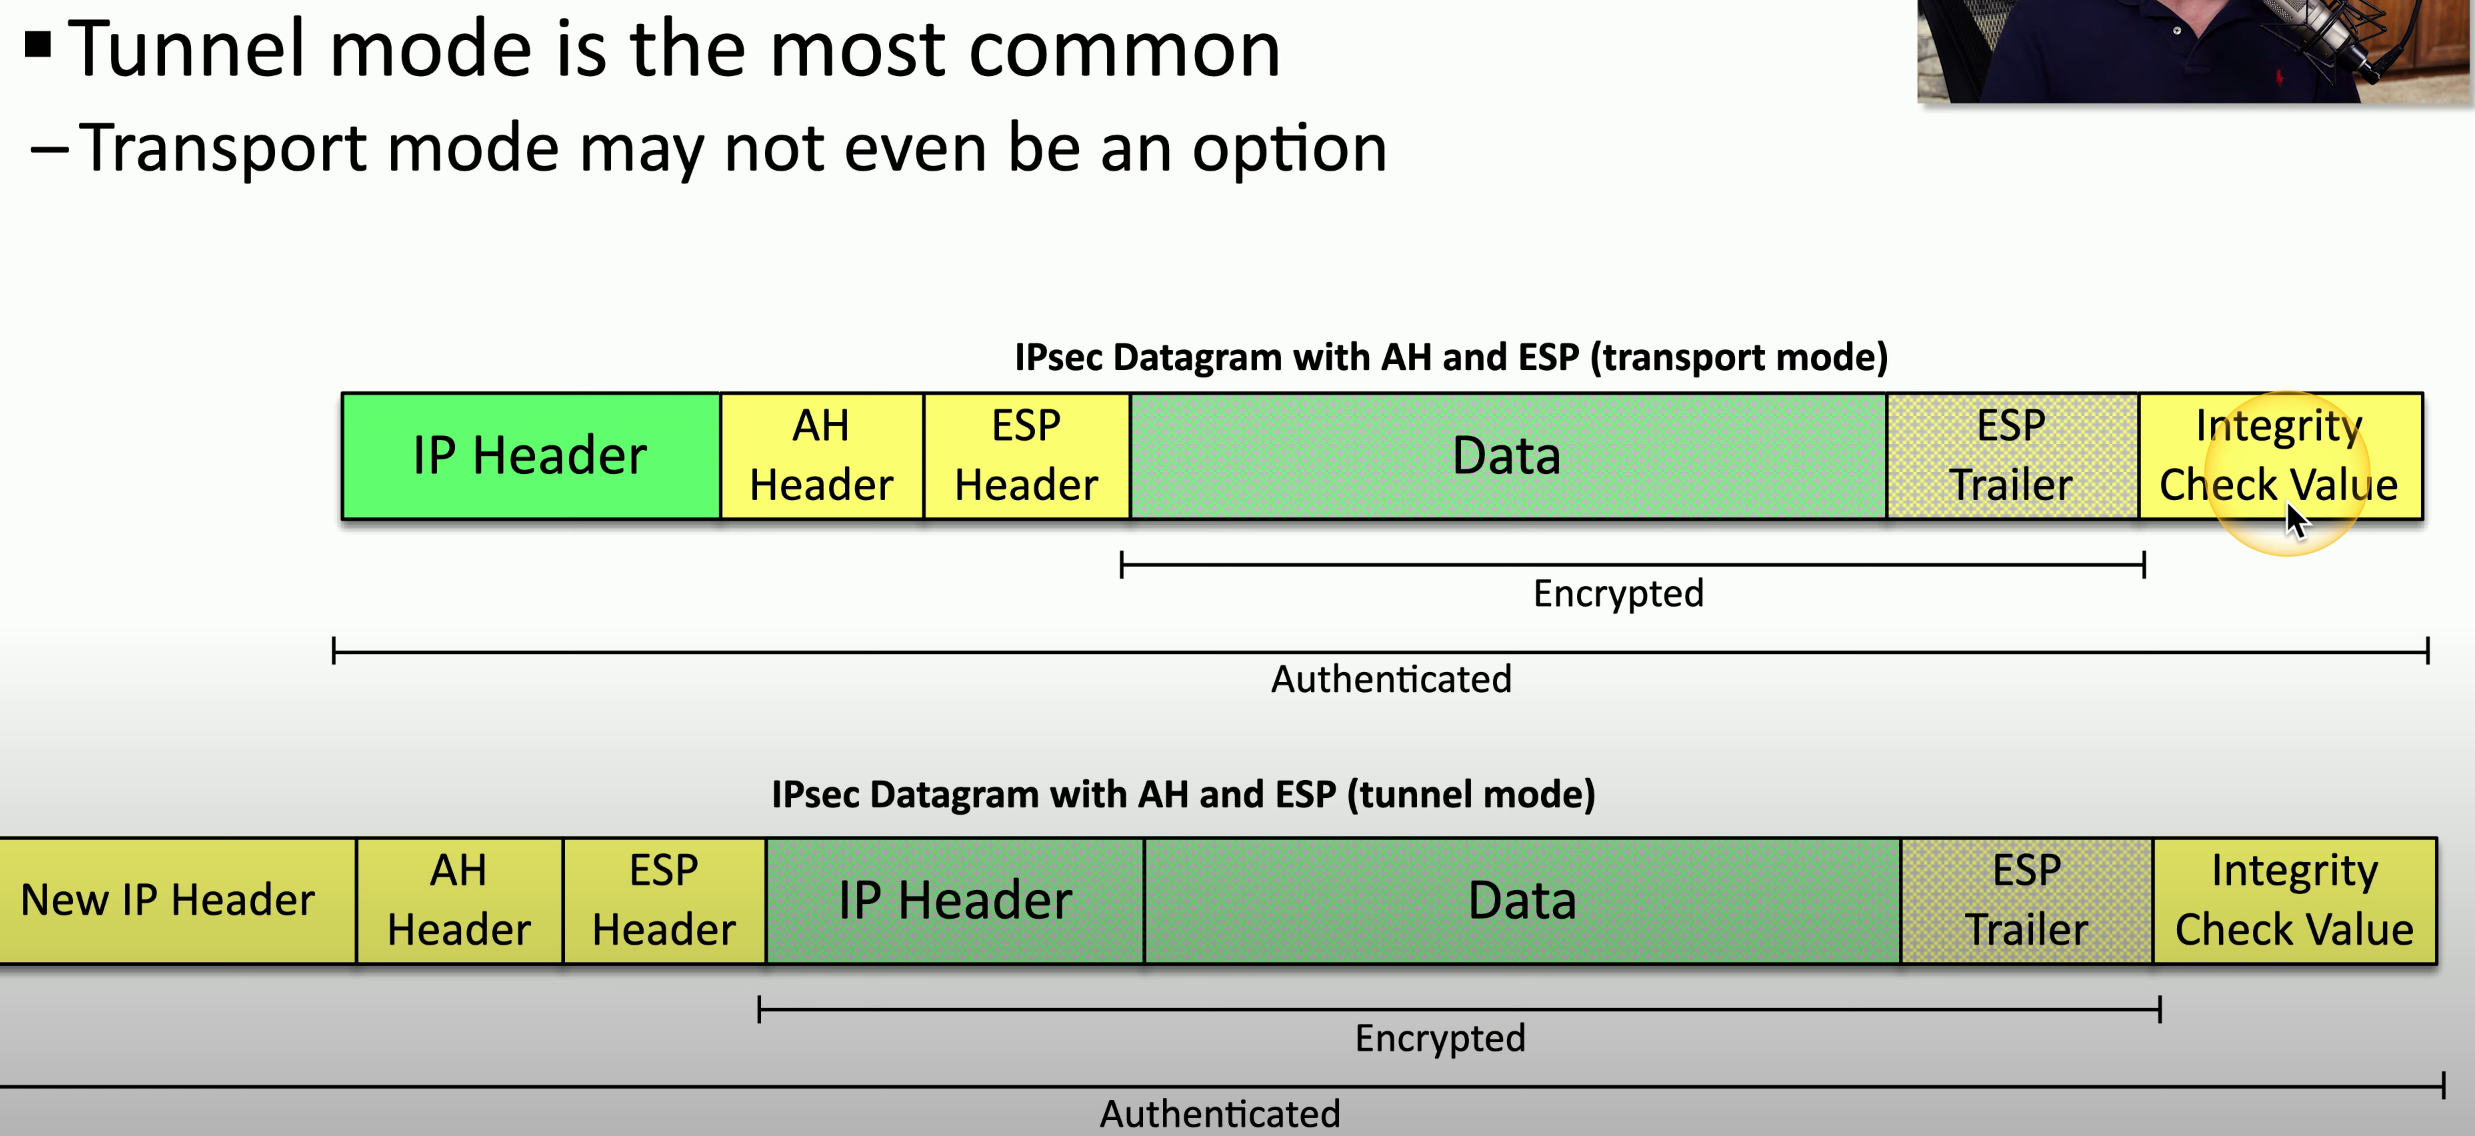 ▪ Tunnel mode is the most common
– Transport mode may not even be an option
IPsec Datagram with AH and ESP (transport mode)
IP Header
AH
Header
ESP
Header
Data
ESP
Trailer
Integrity
Check Value
Encrypted
Authenticated
IPsec Datagram with AH and ESP (tunnel mode)
New IP Header
AH
Header
ESP
Header
IP Header
Data
ESP
Trailer
Integrity
Check Value
Encrypted
Authenticated